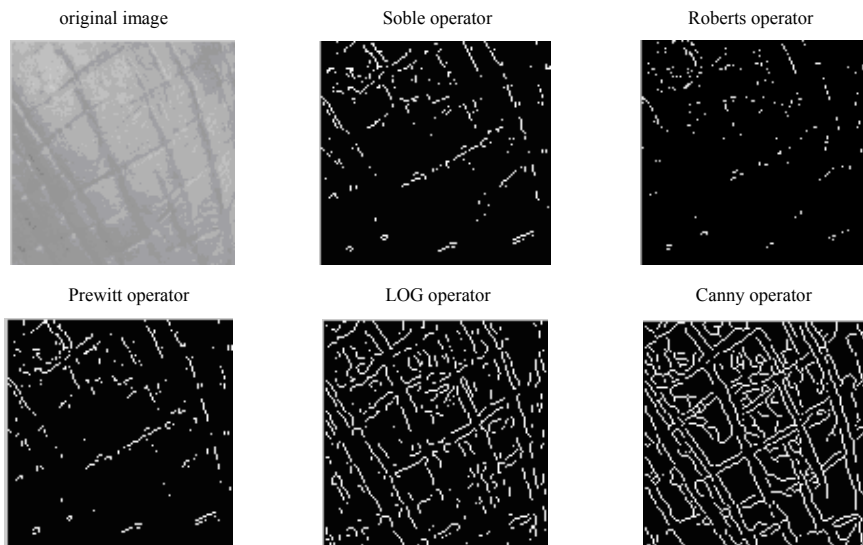 original image
Soble operator
Roberts operator
Prewitt operator
LOG operator
Canny operator